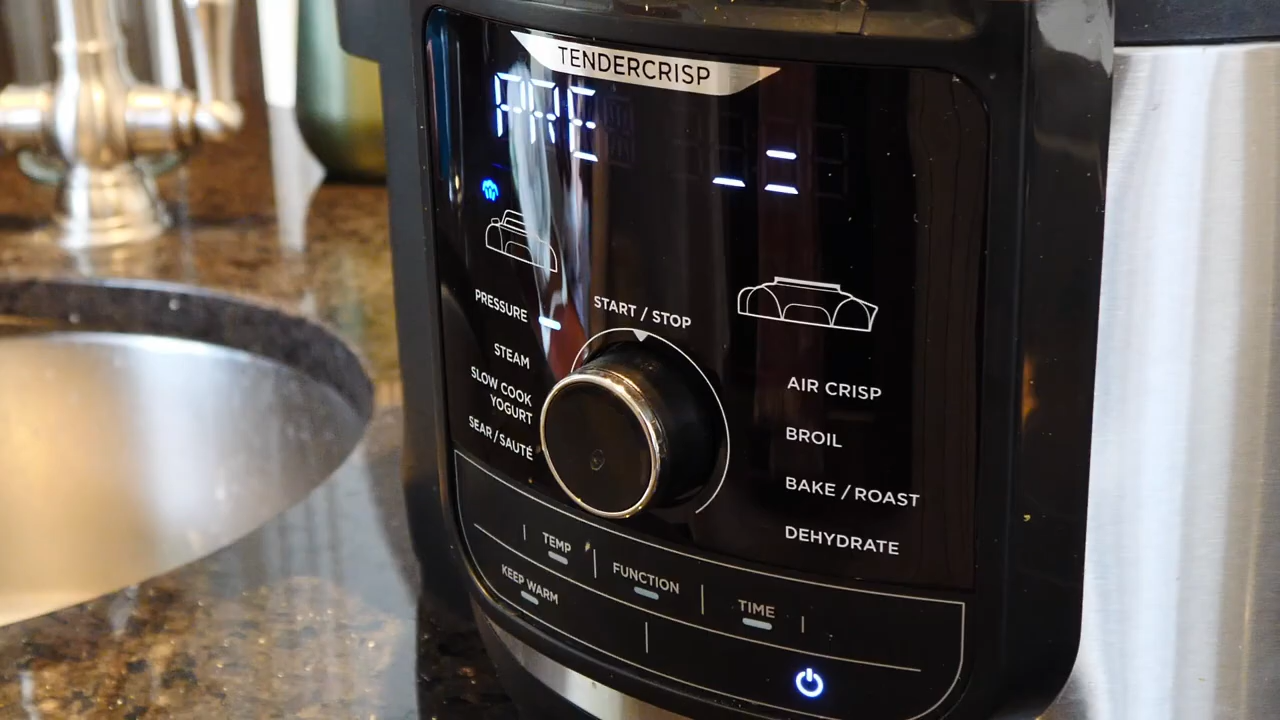 TENDERCRISP
PRE
PRESSURE
START / STOP
STEAM
SLOW COOK
YOGURT
SEAR / SAUTÉ
AIR CRISP
BROIL
BAKE / ROAST
DEHYDRATE
TEMP
FUNCTION
TIME
KEEP WARM